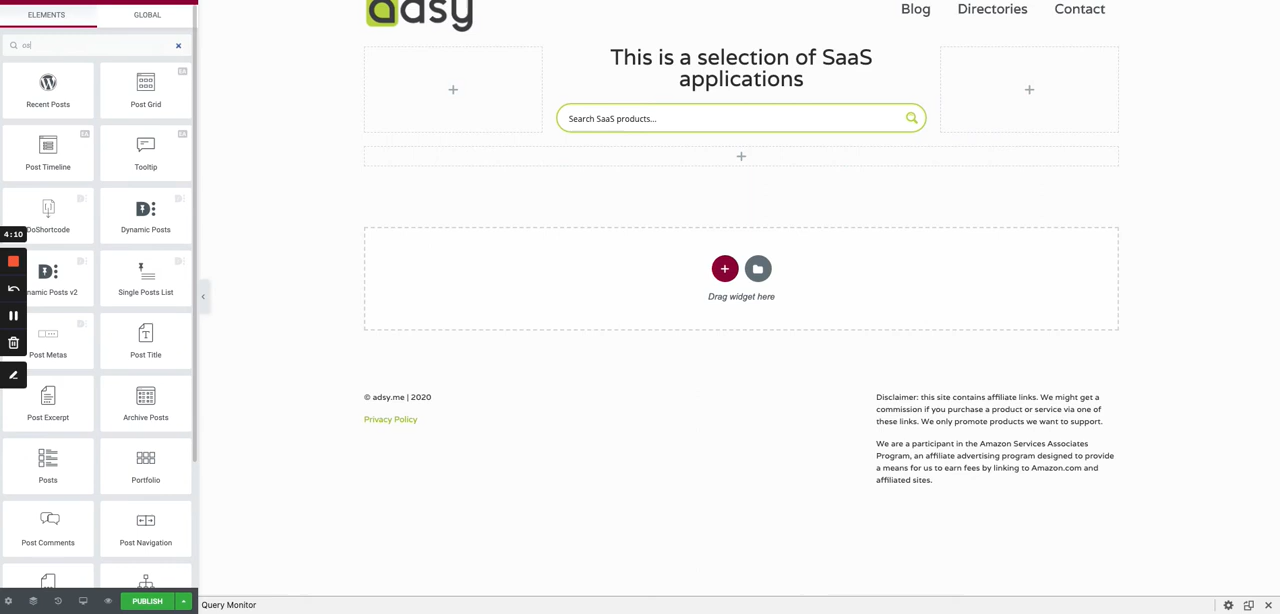 ELEMENTS
GLOBAL
Recent Posts
EA
Post Grid
EA
Post Timeline
EA
Tooltip
DoShortcode
Dynamic Posts
4:10
namic Posts v2
Single Posts List
Post Metas
Post Title
Post Excerpt
Archive Posts
Posts
Portfolio
Post Comments
Post Navigation
PUBLISH
adsy
Blog
Directories
Contact
This is a selection of SaaS
applications
Search SaaS products...
Drag widget here
© adsy.me | 2020
Privacy Policy
Disclaimer: this site contains affiliate links. We might get a
commission if you purchase a product or service via one of
these links. We only promote products we want to support.
We are a participant in the Amazon Services Associates
Program, an affiliate advertising program designed to provide
a means for us to earn fees by linking to Amazon.com and
affiliated sites.
Query Monitor